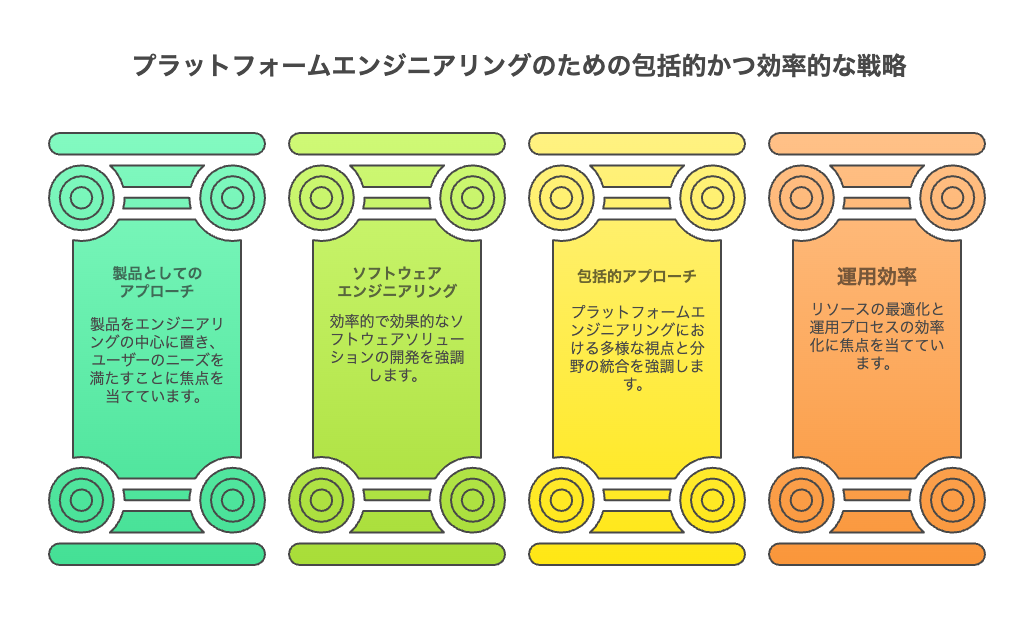 プラットフォームエンジニアリングのための包括的かつ効率的な戦略
製品としての
アプローチ
製品をエンジニアリ
ングの中心に置き、
ユーザーのニーズを
満たすことに焦点を
当てています。
ソフトウェア
エンジニアリング
効率的で効果的なソ
フトウェアソリュー
ションの開発を強調
します。
包括的アプローチ
プラットフォームエ
ンジニアリングにお
ける多様な視点と分
野の統合を強調しま
す。
運用効率
リソースの最適化と
運用プロセスの効率
化に焦点を当ててい
ます。